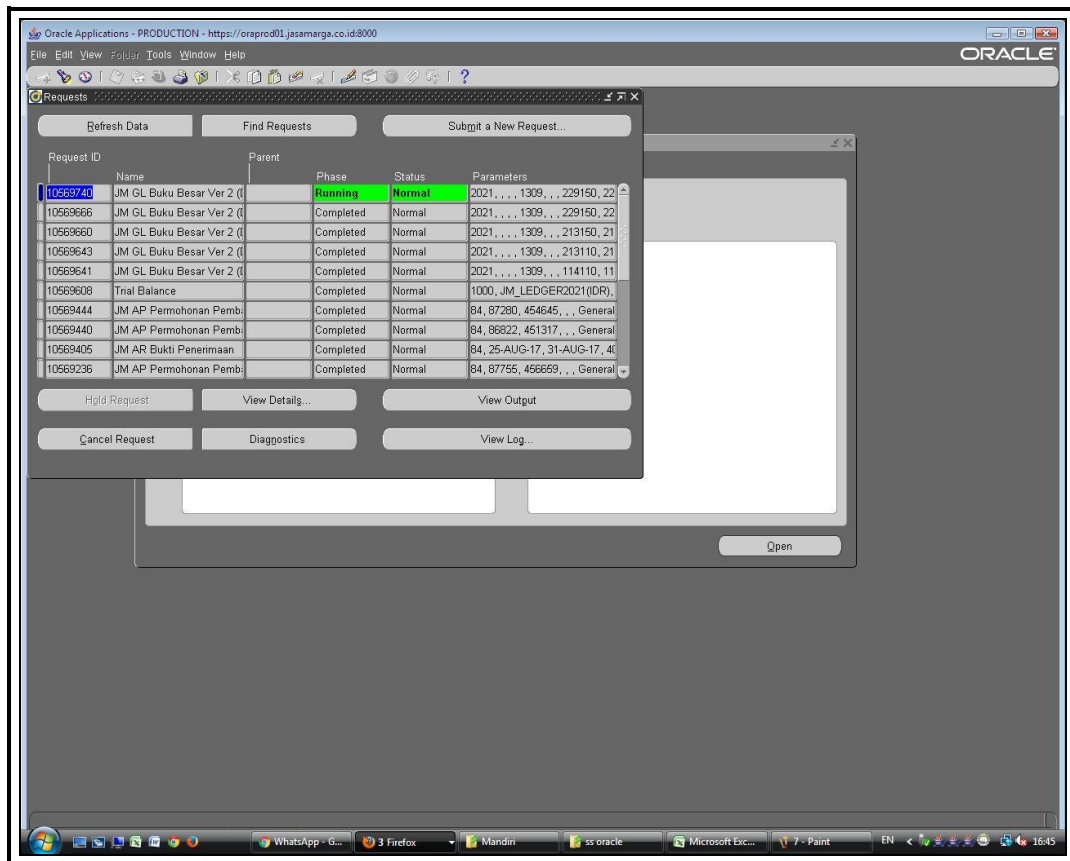 Oracle Applications - PRODUCTION - https://oraprod01.jasamarga.co.id:8000
File Edit View Folder Tools Window Help
ORACLE
Requests
Refresh Data Find Requests Submit a New Request...
Request ID Parent
Name Phase Status Parameters
10569740 JM GL Buku Besar Ver 2 (I Running Normal 2021, , , , 1309, , , 229150, 22
10569666 JM GL Buku Besar Ver 2 (I Completed Normal 2021, , , , 1309, , , 229150, 22
10569660 JM GL Buku Besar Ver 2 (I Completed Normal 2021, , , , 1309, , , 213150, 21
10569643 JM GL Buku Besar Ver 2 (I Completed Normal 2021, , , , 1309, , , 213110, 21
10569641 JM GL Buku Besar Ver 2 (I Completed Normal 2021, , , , 1309, , , 114110, 11
10569608 Trial Balance Completed Normal 1000, JM_LEDGER2021(IDR),
10569444 JM AP Permohonan Pemb Completed Normal 84, 87280, 454645, , , General
10569440 JM AP Permohonan Pemb Completed Normal 84, 86822, 451317, , , General
10569405 JM AR Bukti Penerimaan Completed Normal 84, 25-AUG-17, 31-AUG-17, 40
10569236 JM AP Permohonan Pemb Completed Normal 84, 87755, 456659, , , General
Hold Request View Details... View Output
Cancel Request Diagnostics View Log...
Open
WhatsApp - G... 3 Firefox Mandiri ss oracle Microsoft Exc... 7 - Paint EN 16:45